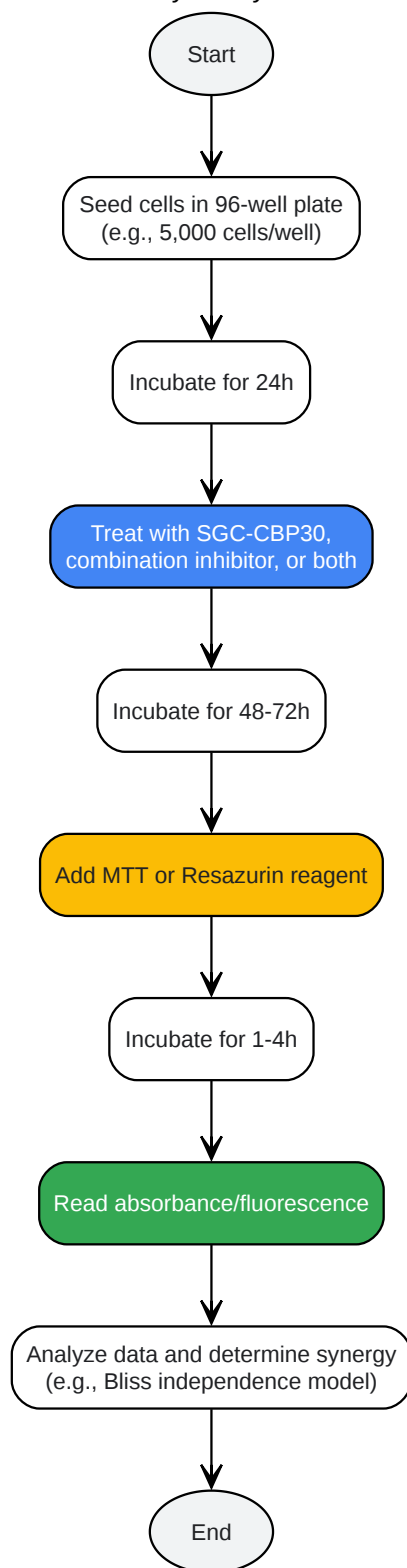 Start
Seed cells in 96-well plate
(e.g., 5,000 cells/well)
Incubate for 24h
Treat with SGC-CBP30,
combination inhibitor, or both
Incubate for 48-72h
Add MTT or Resazurin reagent
Incubate for 1-4h
Read absorbance/fluorescence
Analyze data and determine synergy
(e.g., Bliss independence model)
End